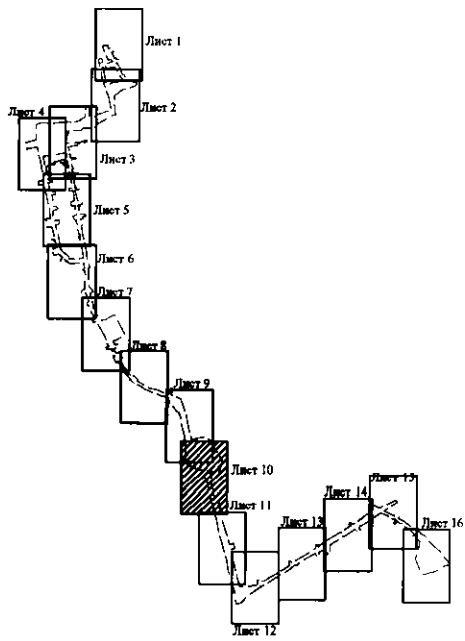 Лист 1
Лист 2
Лист 4
Лист 3
Лист 5
Лист 6
Лист 7
Лист 8
Лист 9
Лист 10
Лист 11
Лист 12
Лист 13
Лист 14
Лист 15
Лист 16